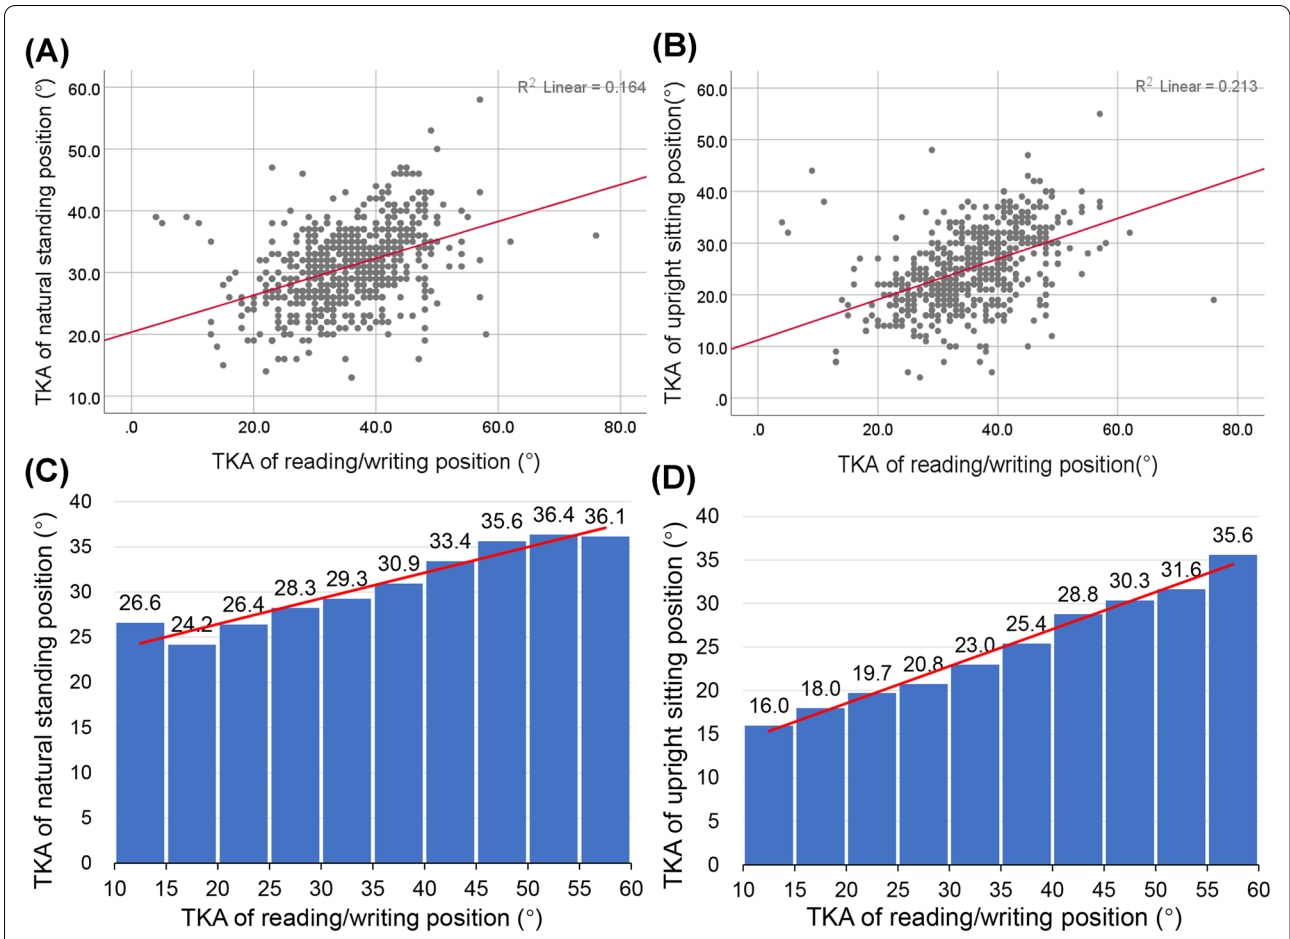 (A)
TKA of natural standing position (°)
R² Linear = 0.164
60.0
50.0
40.0
30.0
20.0
10.0
.0 20.0 40.0 60.0 80.0
TKA of reading/writing position (°)
(B)
TKA of upright sitting position(°)
R² Linear = 0.213
60.0
50.0
40.0
30.0
20.0
10.0
.0
.0 20.0 40.0 60.0 80.0
TKA of reading/writing position(°)
(C)
TKA of natural standing position (°)
40
35
30
25
20
15
10
5
0
26.6 24.2 26.4 28.3 29.3 30.9 33.4 35.6 36.4 36.1
10 15 20 25 30 35 40 45 50 55 60
TKA of reading/writing position (°)
(D)
TKA of upright sitting position (°)
40
35
30
25
20
15
10
5
0
16.0 18.0 19.7 20.8 23.0 25.4 28.8 30.3 31.6 35.6
10 15 20 25 30 35 40 45 50 55 60
TKA of reading/writing position (°)